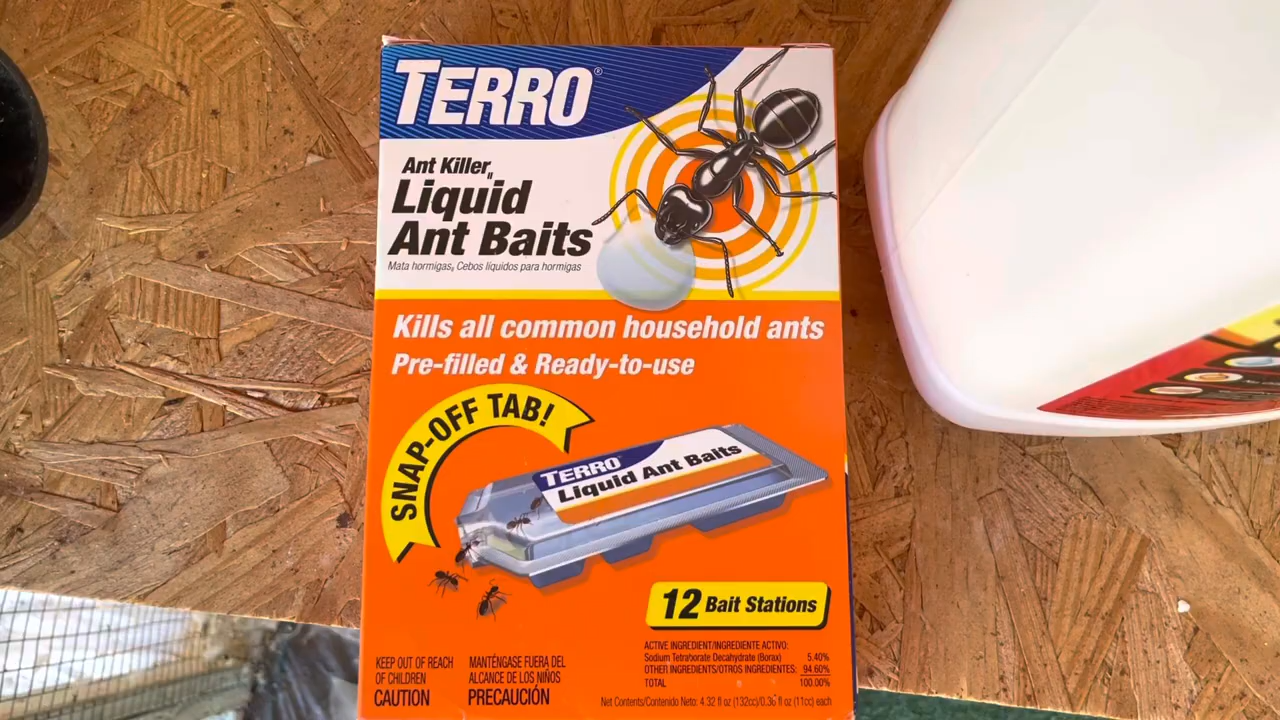 TERRO®
Ant Killer
Liquid
Ant Baits
Mata hormigas, Cebos líquidos para hormigas
Kills all common household ants
Pre-filled & Ready-to-use
SNAP-OFF TAB!
TERRO
Liquid Ant Baits
12 Bait Stations
ACTIVE INGREDIENT/INGREDIENTE ACTIVO:
Sodium Tetraborate Decahydrate (Borax) 5.40%
OTHER INGREDIENTS/OTROS INGREDIENTES: 94.60%
TOTAL 100.00%
KEEP OUT OF REACH
OF CHILDREN
CAUTION
MANTÉNGASE FUERA DEL
ALCANCE DE LOS NIÑOS
PRECAUCIÓN
Net Contents/Contenido Neto: 4.32 fl oz (132cc)/0.36 fl oz (11cc) each